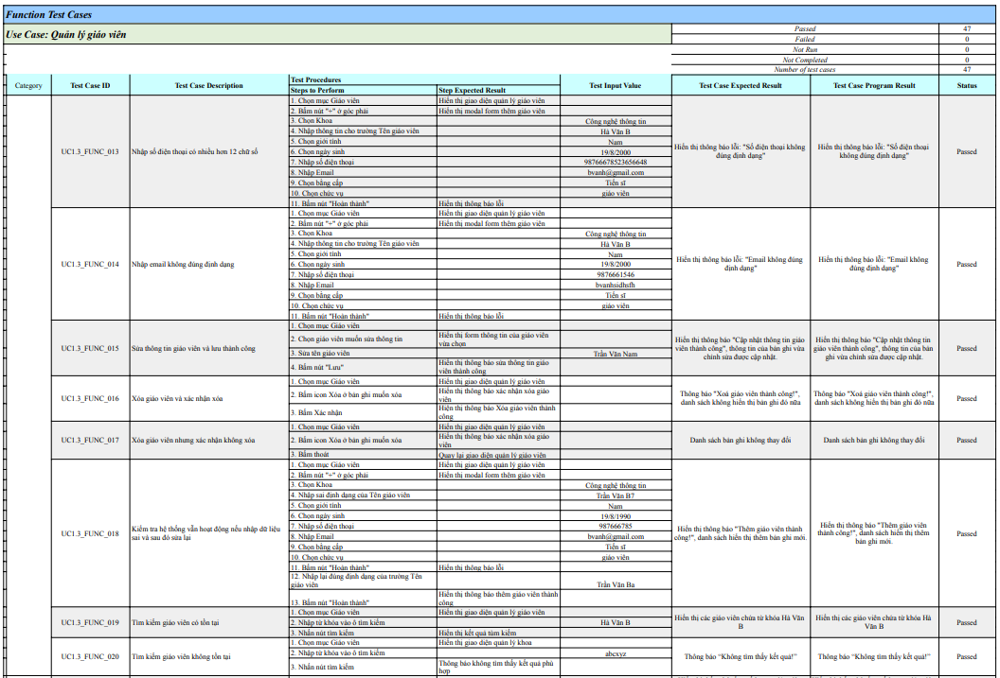 Function Test Cases
Use Case: Quản lý giáo viên
Passed 47
Failed 0
Not Run 0
Not Completed 0
Number of test cases 47
Category Test Case ID Test Case Description Test Procedures Test Input Value Test Case Expected Result Test Case Program Result Status
Steps to Perform Step Expected Result
UC1.3_FUNC_013 Nhập số điện thoại có nhiều hơn 12 chữ số
1. Chọn mục Giáo viên Hiển thị giao diện quản lý giáo viên
2. Bấm nút "+" ở góc phải Hiển thị modal form thêm giáo viên
3. Chọn Khoa Công nghệ thông tin
4. Nhập thông tin cho trường Tên giáo viên Hà Văn B
5. Chọn giới tính Nam
6. Chọn ngày sinh 19/8/2000
7. Nhập số điện thoại 98766678523656648
8. Nhập Email bvanh@gmail.com
9. Chọn bằng cấp Tiến sĩ
10. Chọn chức vụ giáo viên
11. Bấm nút "Hoàn thành" Hiển thị thông báo lỗi
Hiển thị thông báo lỗi: "Số điện thoại không
đúng định dạng"
Hiển thị thông báo lỗi: "Số điện thoại
không đúng định dạng"
Passed
UC1.3_FUNC_014 Nhập email không đúng định dạng
1. Chọn mục Giáo viên Hiển thị giao diện quản lý giáo viên
2. Bấm nút "+" ở góc phải Hiển thị modal form thêm giáo viên
3. Chọn Khoa Công nghệ thông tin
4. Nhập thông tin cho trường Tên giáo viên Hà Văn B
5. Chọn giới tính Nam
6. Chọn ngày sinh 19/8/2000
7. Nhập số điện thoại 9876661546
8. Nhập Email bvanhsidhsfh
9. Chọn bằng cấp Tiến sĩ
10. Chọn chức vụ giáo viên
11. Bấm nút "Hoàn thành" Hiển thị thông báo lỗi
Hiển thị thông báo lỗi: "Email không đúng
định dạng"
Hiển thị thông báo lỗi: "Email không
đúng định dạng"
Passed
UC1.3_FUNC_015 Sửa thông tin giáo viên và lưu thành công
1. Chọn mục Giáo viên
2. Chọn giáo viên muốn sửa thông tin Hiển thị form thông tin của giáo viên
vừa chọn
3. Sửa tên giáo viên Trần Văn Nam
4. Bấm nút "Lưu" Hiển thị thông báo sửa thông tin giáo
viên thành công
Hiển thị thông báo "Cập nhật thông tin giáo
viên thành công", thông tin của bản ghi vừa
chỉnh sửa được cập nhật.
Hiển thị thông báo "Cập nhật thông tin
giáo viên thành công", thông tin của bản
ghi vừa chỉnh sửa được cập nhật.
Passed
UC1.3_FUNC_016 Xóa giáo viên và xác nhận xóa
1. Chọn mục Giáo viên Hiển thị giao diện quản lý giáo viên
2. Bấm icon Xóa ở bản ghi muốn xóa Hiển thị thông báo xác nhận xóa giáo
viên
3. Bấm Xác nhận Hiện thị thông báo Xóa giáo viên thành
công
Thông báo "Xoá giáo viên thành công!",
danh sách không hiển thị bản ghi đó nữa
Thông báo "Xoá giáo viên thành công!",
danh sách không hiển thị bản ghi đó nữa
Passed
UC1.3_FUNC_017 Xóa giáo viên nhưng xác nhận không xóa
1. Chọn mục Giáo viên Hiển thị giao diện quản lý giáo viên
2. Bấm icon Xóa ở bản ghi muốn xóa Hiển thị thông báo xác nhận xóa giáo
viên
3. Bấm thoát Quay lại giao diện quản lý giáo viên
Danh sách bản ghi không thay đổi
Danh sách bản ghi không thay đổi
Passed
UC1.3_FUNC_018 Kiểm tra hệ thống vẫn hoạt động nếu nhập dữ liệu
sai và sau đó sửa lại
1. Chọn mục Giáo viên Hiển thị giao diện quản lý giáo viên
2. Bấm nút "+" ở góc phải Hiển thị modal form thêm giáo viên
3. Chọn Khoa Công nghệ thông tin
4. Nhập sai định dạng của Tên giáo viên Trần Văn B7
5. Chọn giới tính Nam
6. Chọn ngày sinh 19/8/1990
7. Nhập số điện thoại 987666785
8. Nhập Email bvanh@gmail.com
9. Chọn bằng cấp Tiến sĩ
10. Chọn chức vụ giáo viên
11. Bấm nút "Hoàn thành" Hiển thị thông báo lỗi
12. Nhập lại đúng định dạng của trường Tên
giáo viên Trần Văn Ba
13. Bấm nút "Hoàn thành" Hiển thị thông báo thêm giáo viên thành
công
Hiển thị thông báo "Thêm giáo viên thành
công!", danh sách hiển thị thêm bản ghi mới.
Hiển thị thông báo "Thêm giáo viên
thành công!", danh sách hiển thị thêm
bản ghi mới.
Passed
UC1.3_FUNC_019 Tìm kiếm giáo viên có tồn tại
1. Chọn mục Giáo viên Hiển thị giao diện quản lý giáo viên
2. Nhập từ khóa vào ô tìm kiếm Hà Văn B
3. Nhấn nút tìm kiếm Hiển thị kết quả tìm kiếm
Hiển thị các giáo viên chứa từ khóa Hà Văn
B
Hiển thị các giáo viên chứa từ khóa Hà
Văn B
Passed
UC1.3_FUNC_020 Tìm kiếm giáo viên không tồn tại
1. Chọn mục Giáo viên Hiển thị giao diện quản lý khoa
2. Nhập từ khóa vào ô tìm kiếm abcxyz
3. Nhấn nút tìm kiếm Thông báo không tìm thấy kết quả phù
hợp
Thông báo “Không tìm thấy kết quả!”
Thông báo “Không tìm thấy kết quả!”
Passed